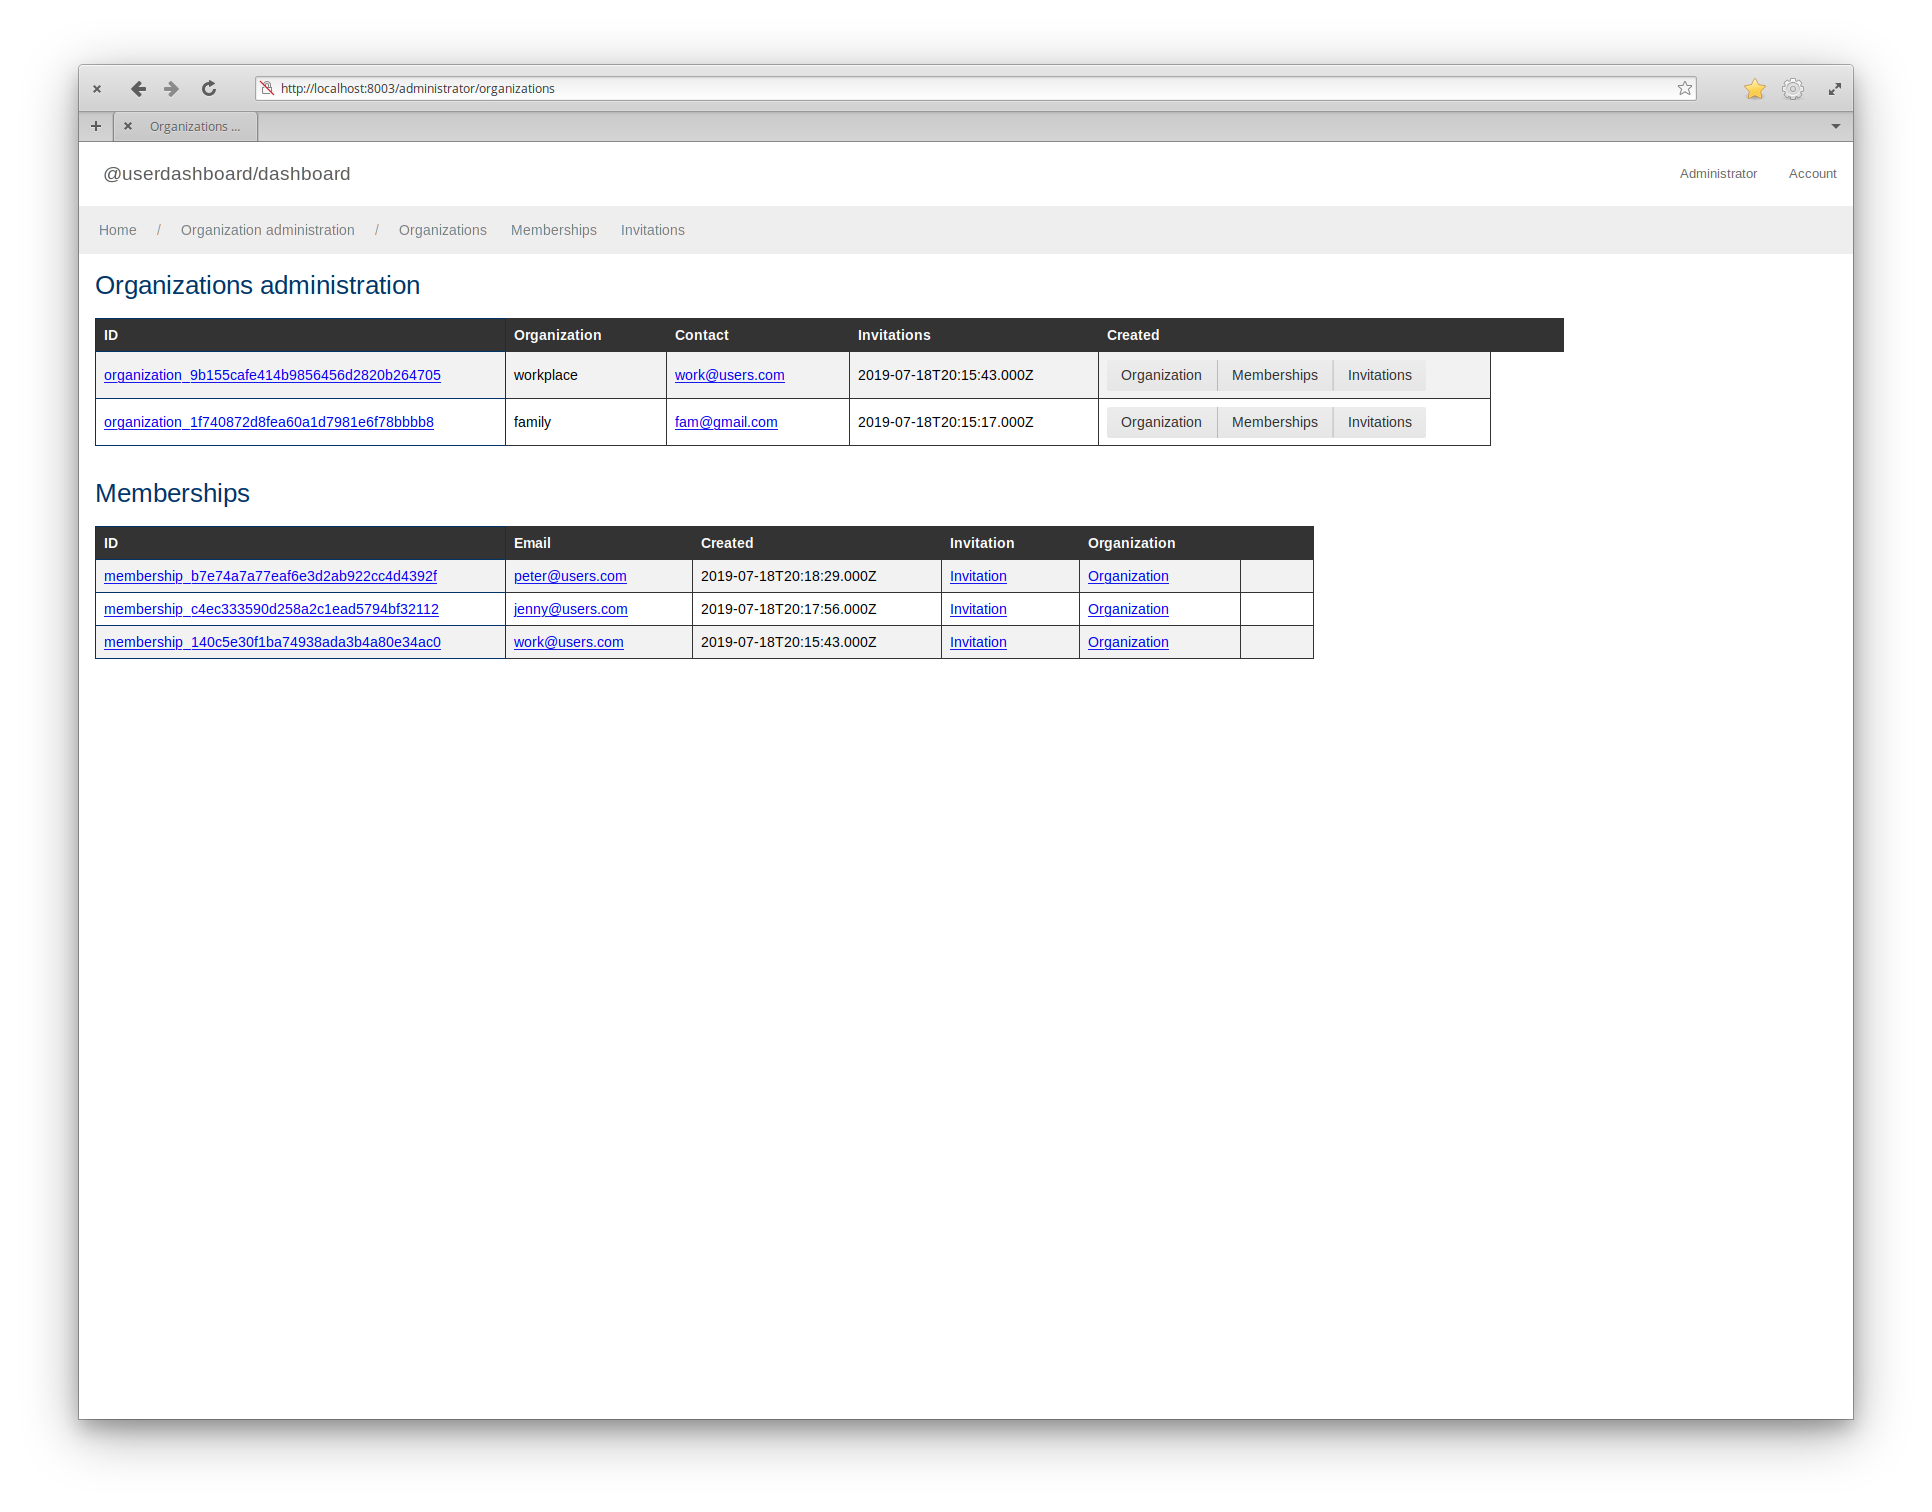 http://localhost:8003/administrator/organizations
Organizations ...
@userdashboard/dashboard Administrator Account
Home / Organization administration / Organizations Memberships Invitations
Organizations administration
ID Organization Contact Invitations Created
organization_9b155cafe414b9856456d2820b264705 workplace work@users.com 2019-07-18T20:15:43.000Z Organization Memberships Invitations
organization_1f740872d8fea60a1d7981e6f78bbbb8 family fam@gmail.com 2019-07-18T20:15:17.000Z Organization Memberships Invitations
Memberships
ID Email Created Invitation Organization
membership_b7e74a7a77eaf6e3d2ab922cc4d4392f peter@users.com 2019-07-18T20:18:29.000Z Invitation Organization
membership_c4ec333590d258a2c1ead5794bf32112 jenny@users.com 2019-07-18T20:17:56.000Z Invitation Organization
membership_140c5e30f1ba74938ada3b4a80e34ac0 work@users.com 2019-07-18T20:15:43.000Z Invitation Organization